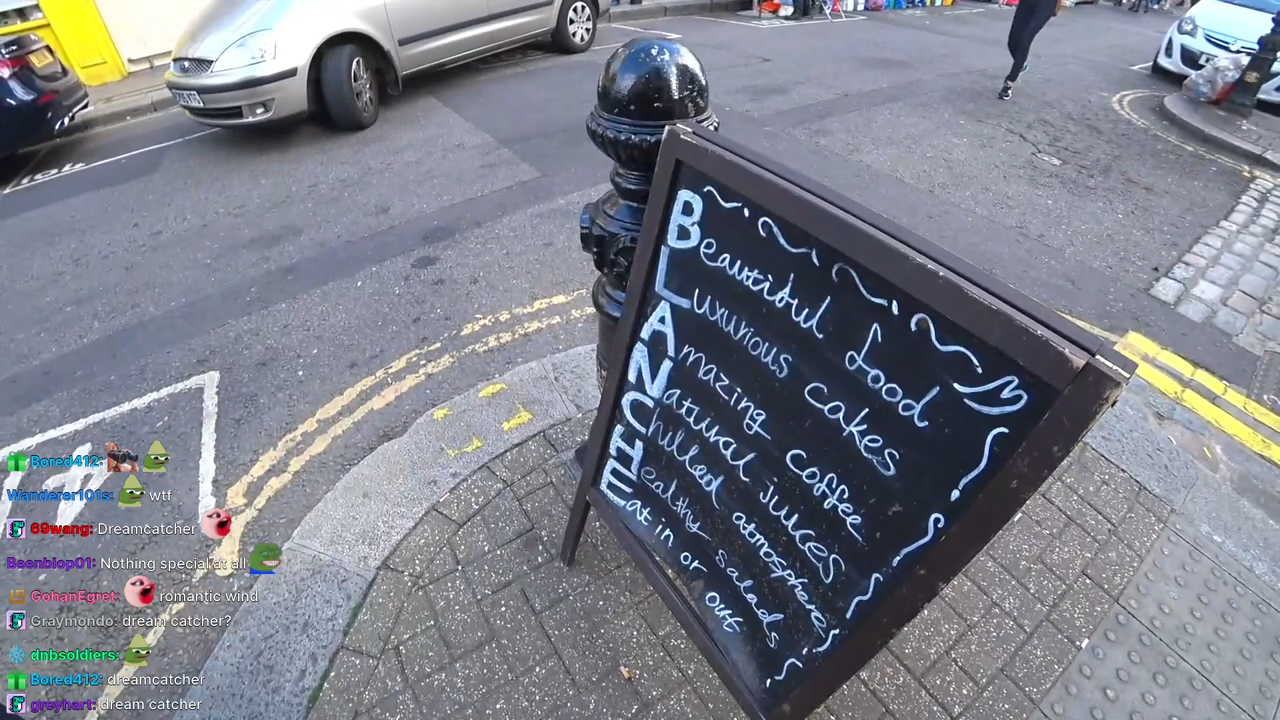 Beautiful food
Luxurious cakes
Amazing coffee
Natural juices
Chilled atmosphere
Healthy salads
Eat in or out
Bored412:
Wanderer101s: wtf
69wang: Dreamcatcher
Beenblop01: Nothing special at all
GohanEgret: romantic wind
Graymondo: dream catcher?
dnbsoldiers:
Bored412: dreamcatcher
greyhart: dream catcher